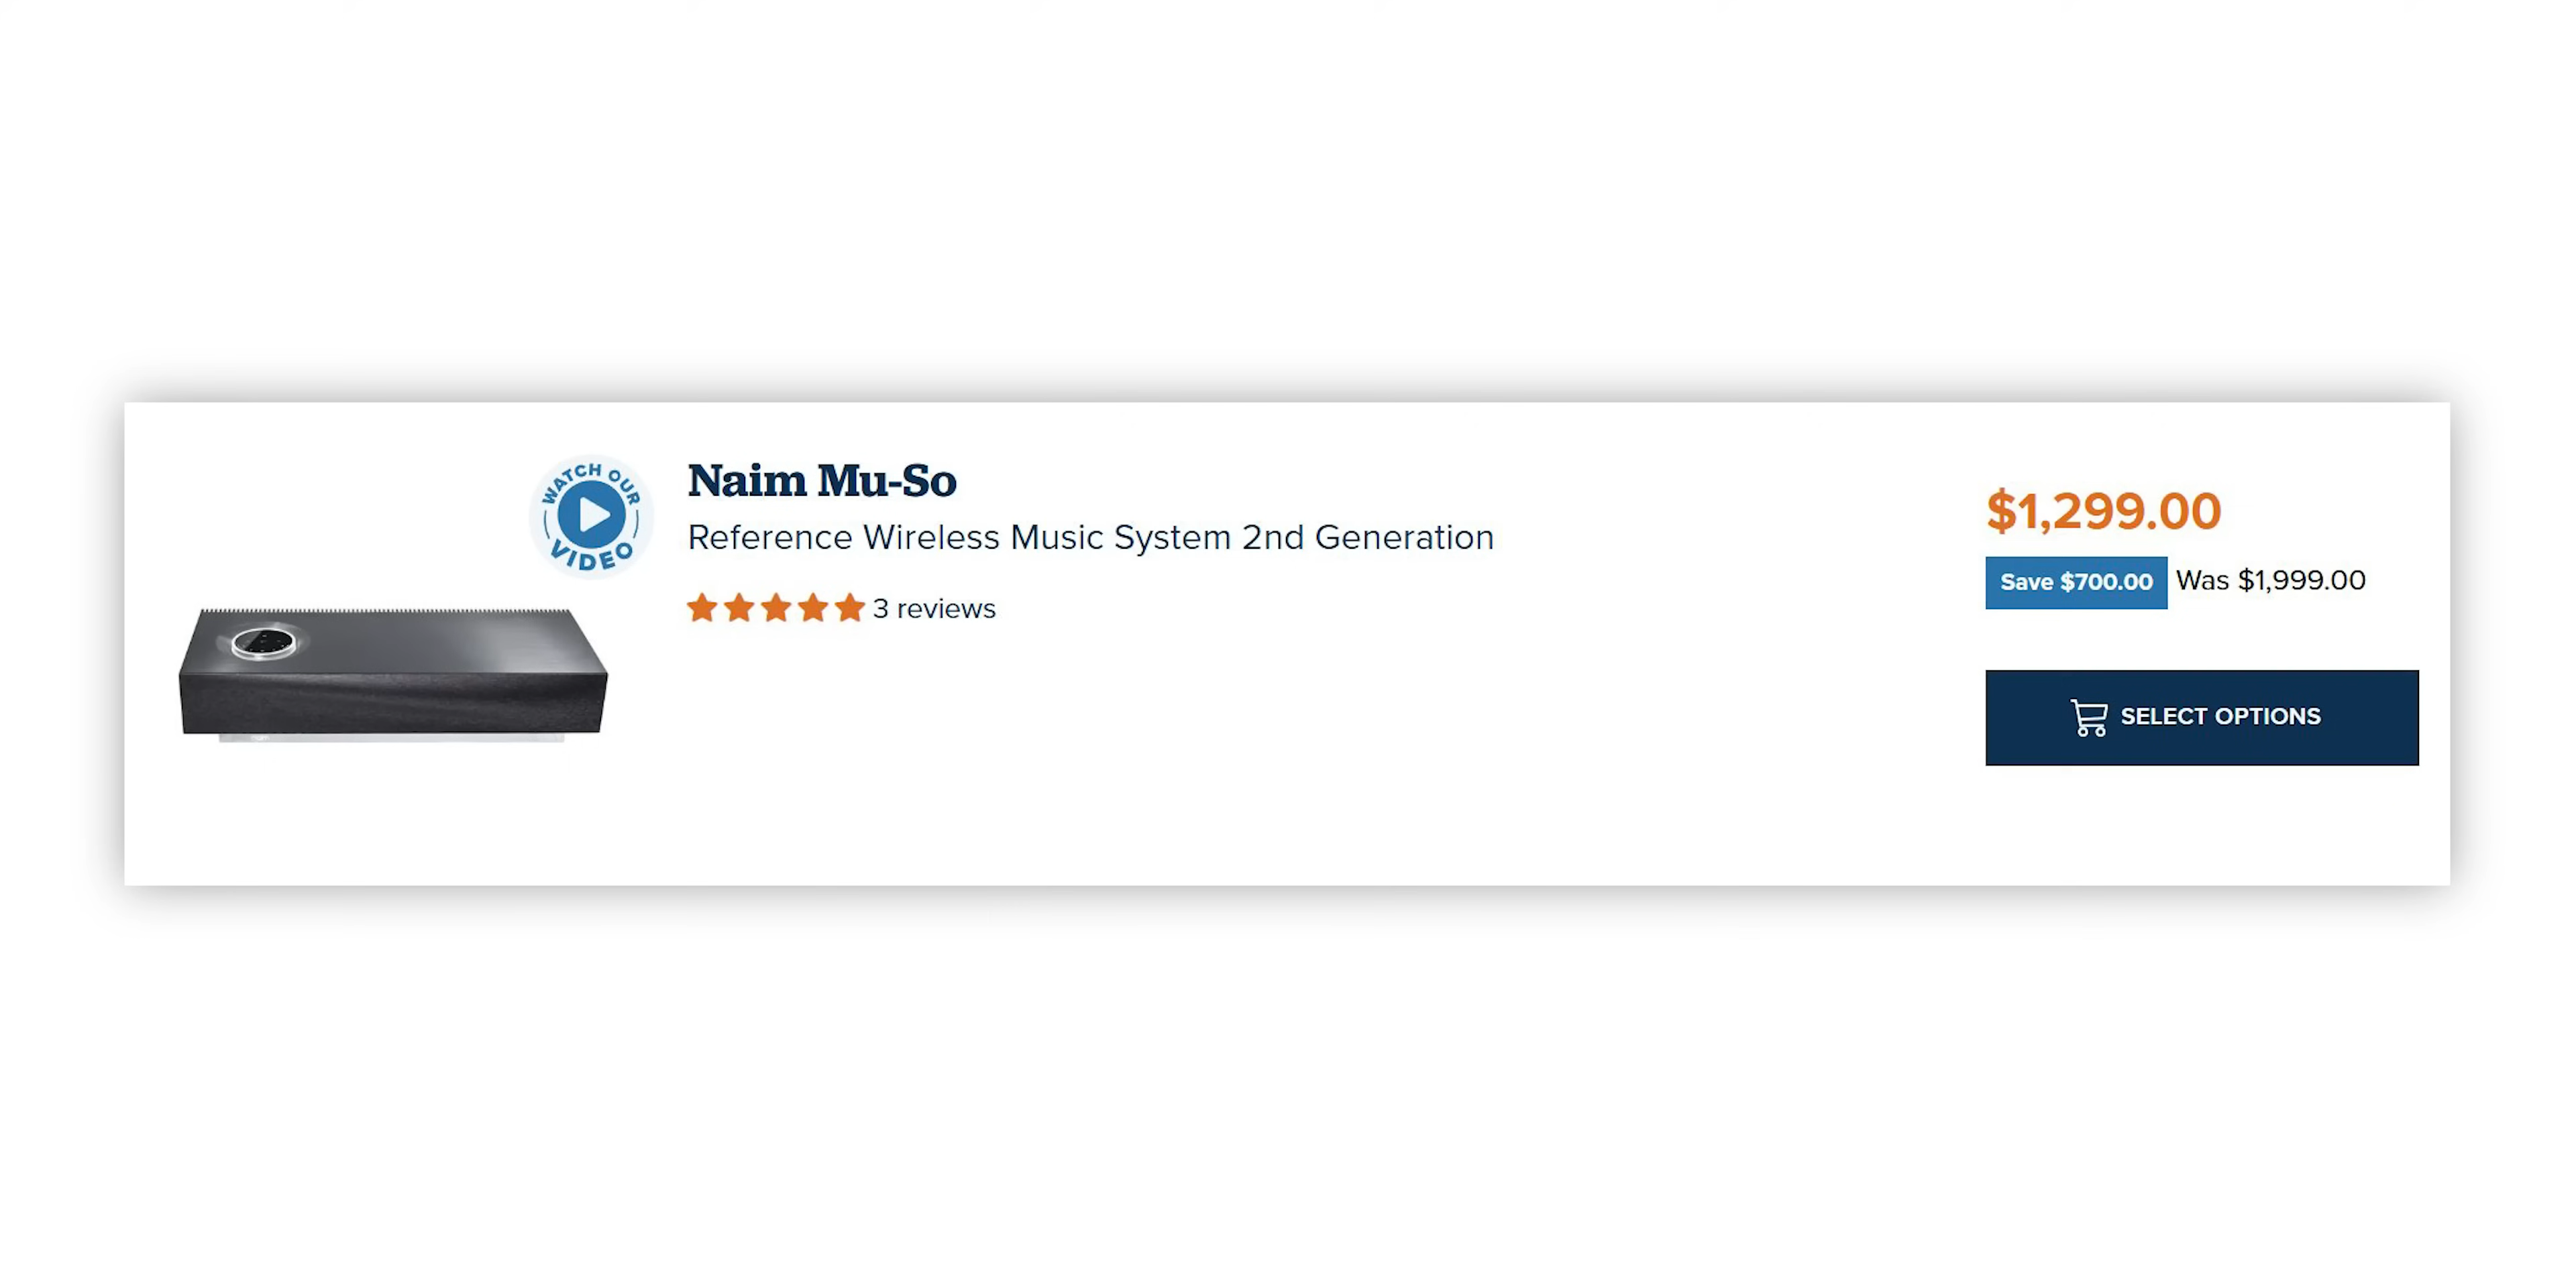 WATCH OUR
VIDEO
Naim Mu-So
Reference Wireless Music System 2nd Generation
3 reviews
$1,299.00
Save $700.00 Was $1,999.00
SELECT OPTIONS